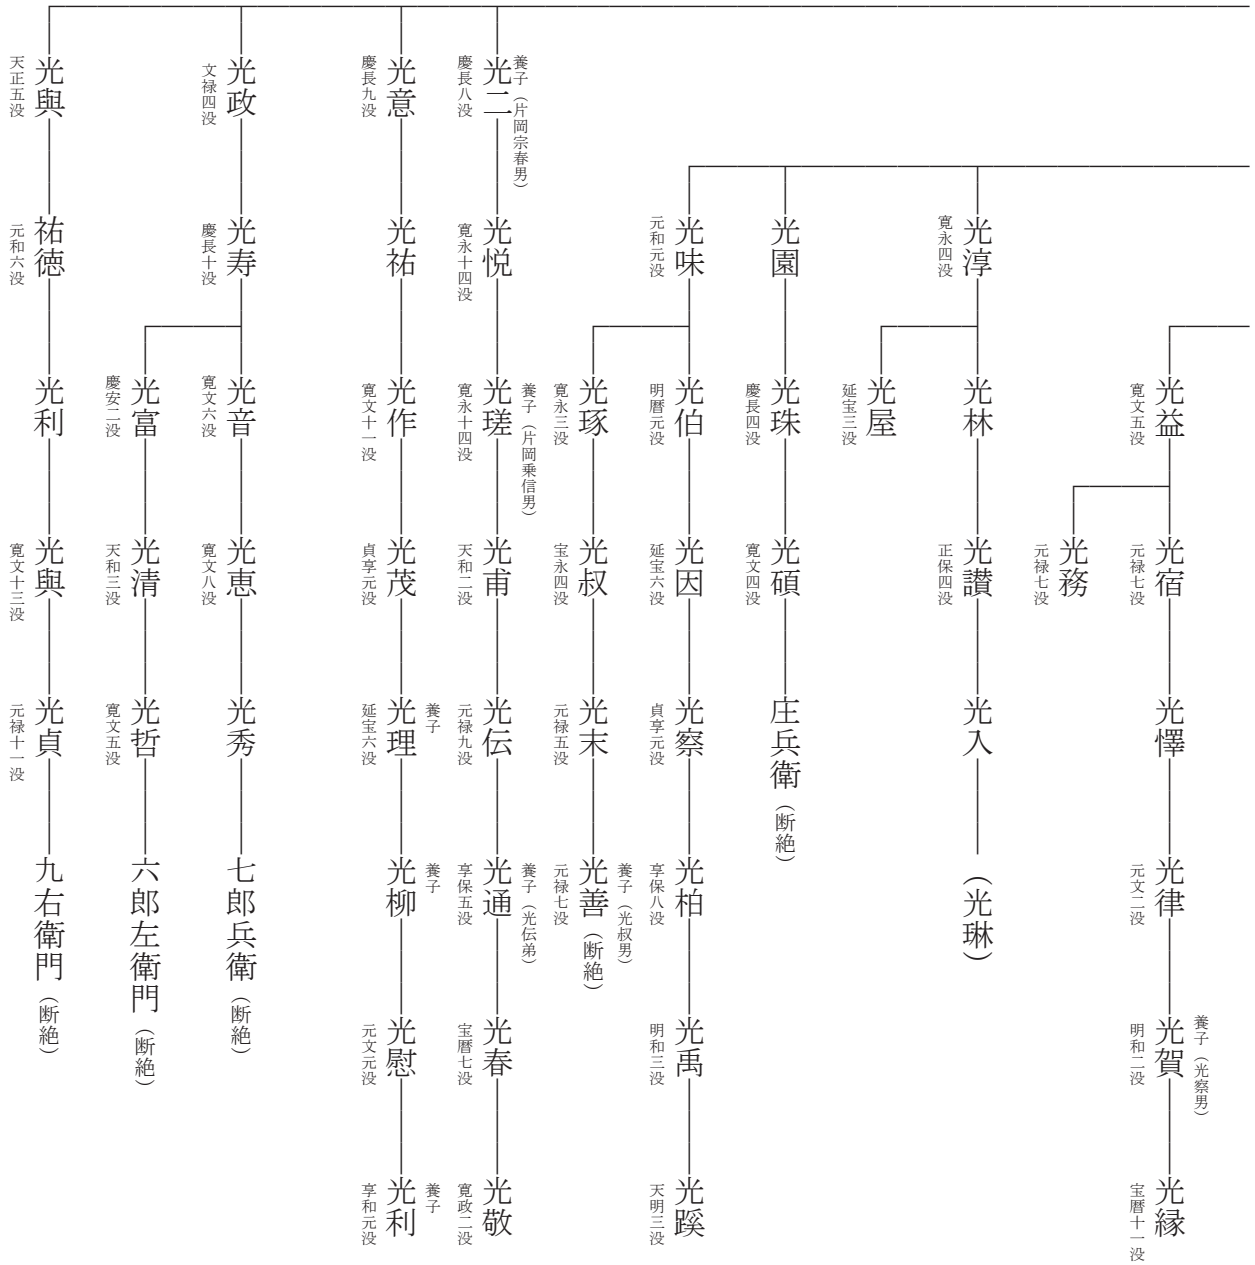 養子（片岡宗春男）
光二
慶長八没
光意
慶長九没
光政
文禄四没
光與
天正五没
光淳
寛永四没
光園
光味
元和元没
光悦
寛永十四没
光祐
光寿
慶長十没
祐徳
元和六没
光益
寛文五没
光林
光屋
延宝三没
光珠
慶長四没
光伯
明暦元没
光琢
寛永三没
養子（片岡乗信男）
光瑳
寛永十四没
光作
寛文十一没
光音
寛文六没
光富
慶安二没
光利
光宿
元禄七没
光務
元禄七没
光讃
正保四没
光碩
寛文四没
光因
延宝六没
光叔
宝永四没
光甫
天和二没
光茂
貞享元没
光恵
寛文八没
光清
天和三没
光與
寛文十三没
光懌
光入
庄兵衛（断絶）
光察
貞享元没
光末
元禄五没
光伝
元禄九没
養子
光理
延宝六没
光秀
光哲
寛文五没
光貞
元禄十一没
光律
元文二没
（光琳）
光柏
享保八没
養子（光叔男）
光善（断絶）
元禄七没
養子（光伝弟）
光通
享保五没
養子
光柳
七郎兵衛（断絶）
六郎左衛門（断絶）
九右衛門（断絶）
養子（光察男）
光賀
明和二没
光禹
明和三没
光春
宝暦七没
光慰
元文元没
光縁
宝暦十一没
光蹊
天明三没
光敬
寛政二没
養子
光利
享和元没